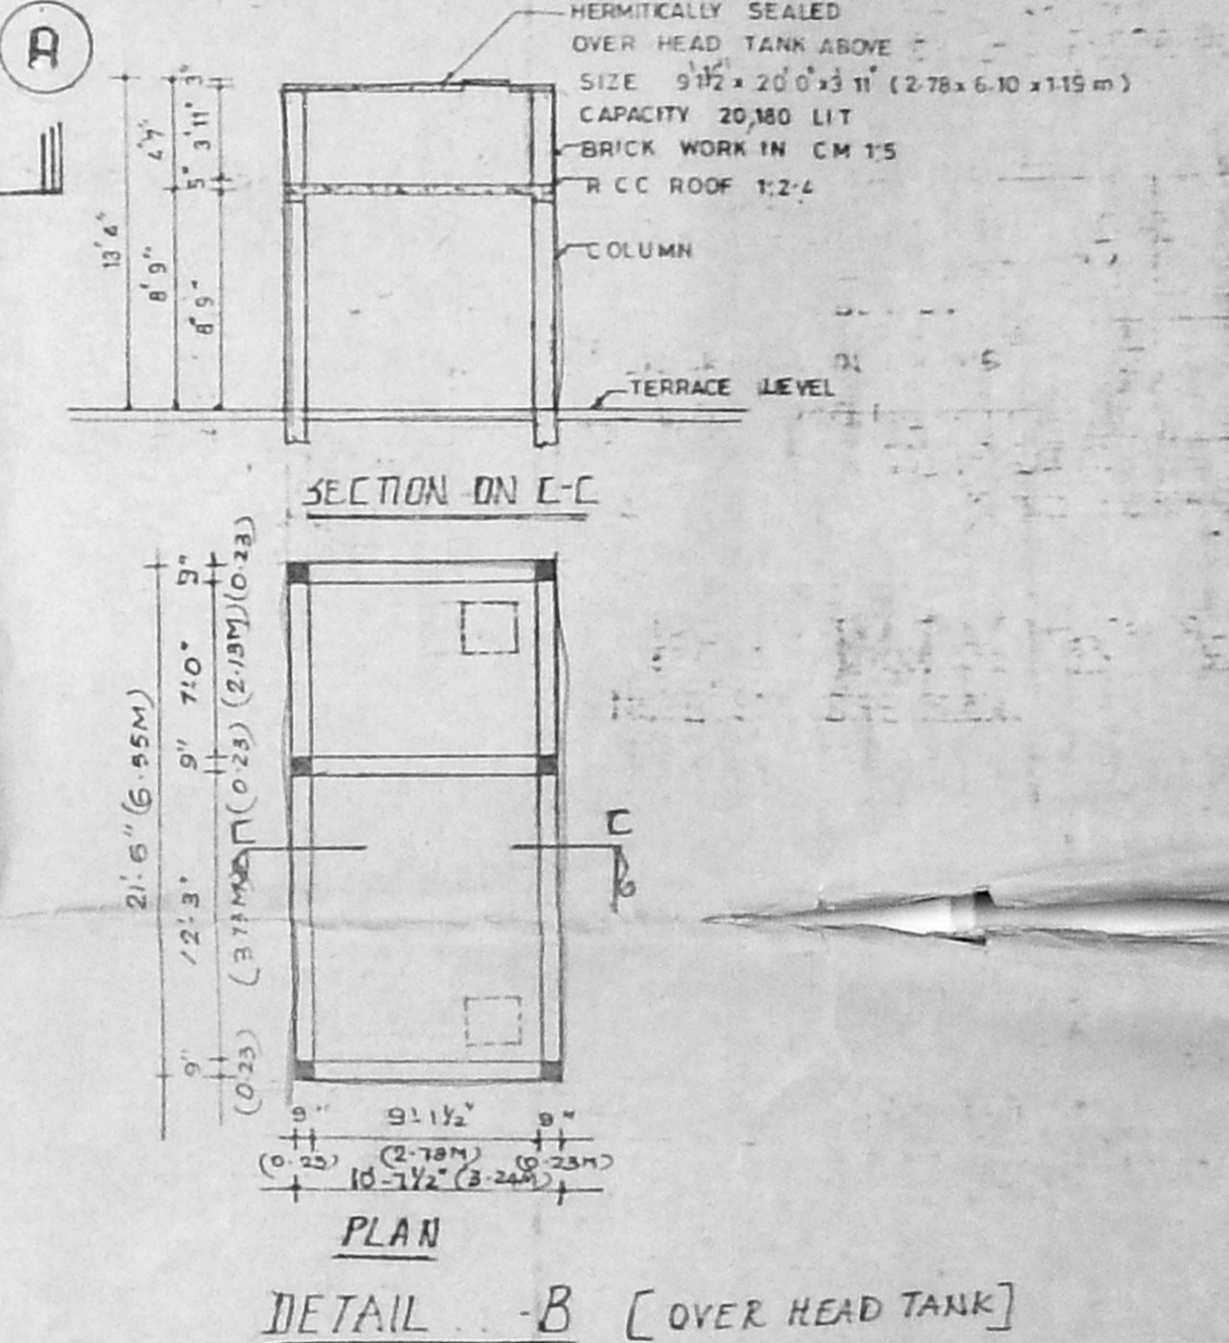 A
HERMITICALLY SEALED
OVER HEAD TANK ABOVE
SIZE 9'1½" x 20'0" x 3'11" (2.78 x 6.10 x 1.19 m)
CAPACITY 20,180 LIT
BRICK WORK IN CM 1:5
R C C ROOF 1:2:4
COLUMN
TERRACE LEVEL
3"
3'11"
5"
4'7"
8'9"
8'9"
13'4"
SECTION ON C-C
9" (0.23)
7'0" (2.13M)
9" (0.23)
12'-3"
9" (0.23)
21'-6" (6.55M)
C
9" 9'-1½" 9"
(0.23) (2.78M) (0.23M)
10'-7½" (3.24M)
PLAN
DETAIL - B [OVER HEAD TANK]